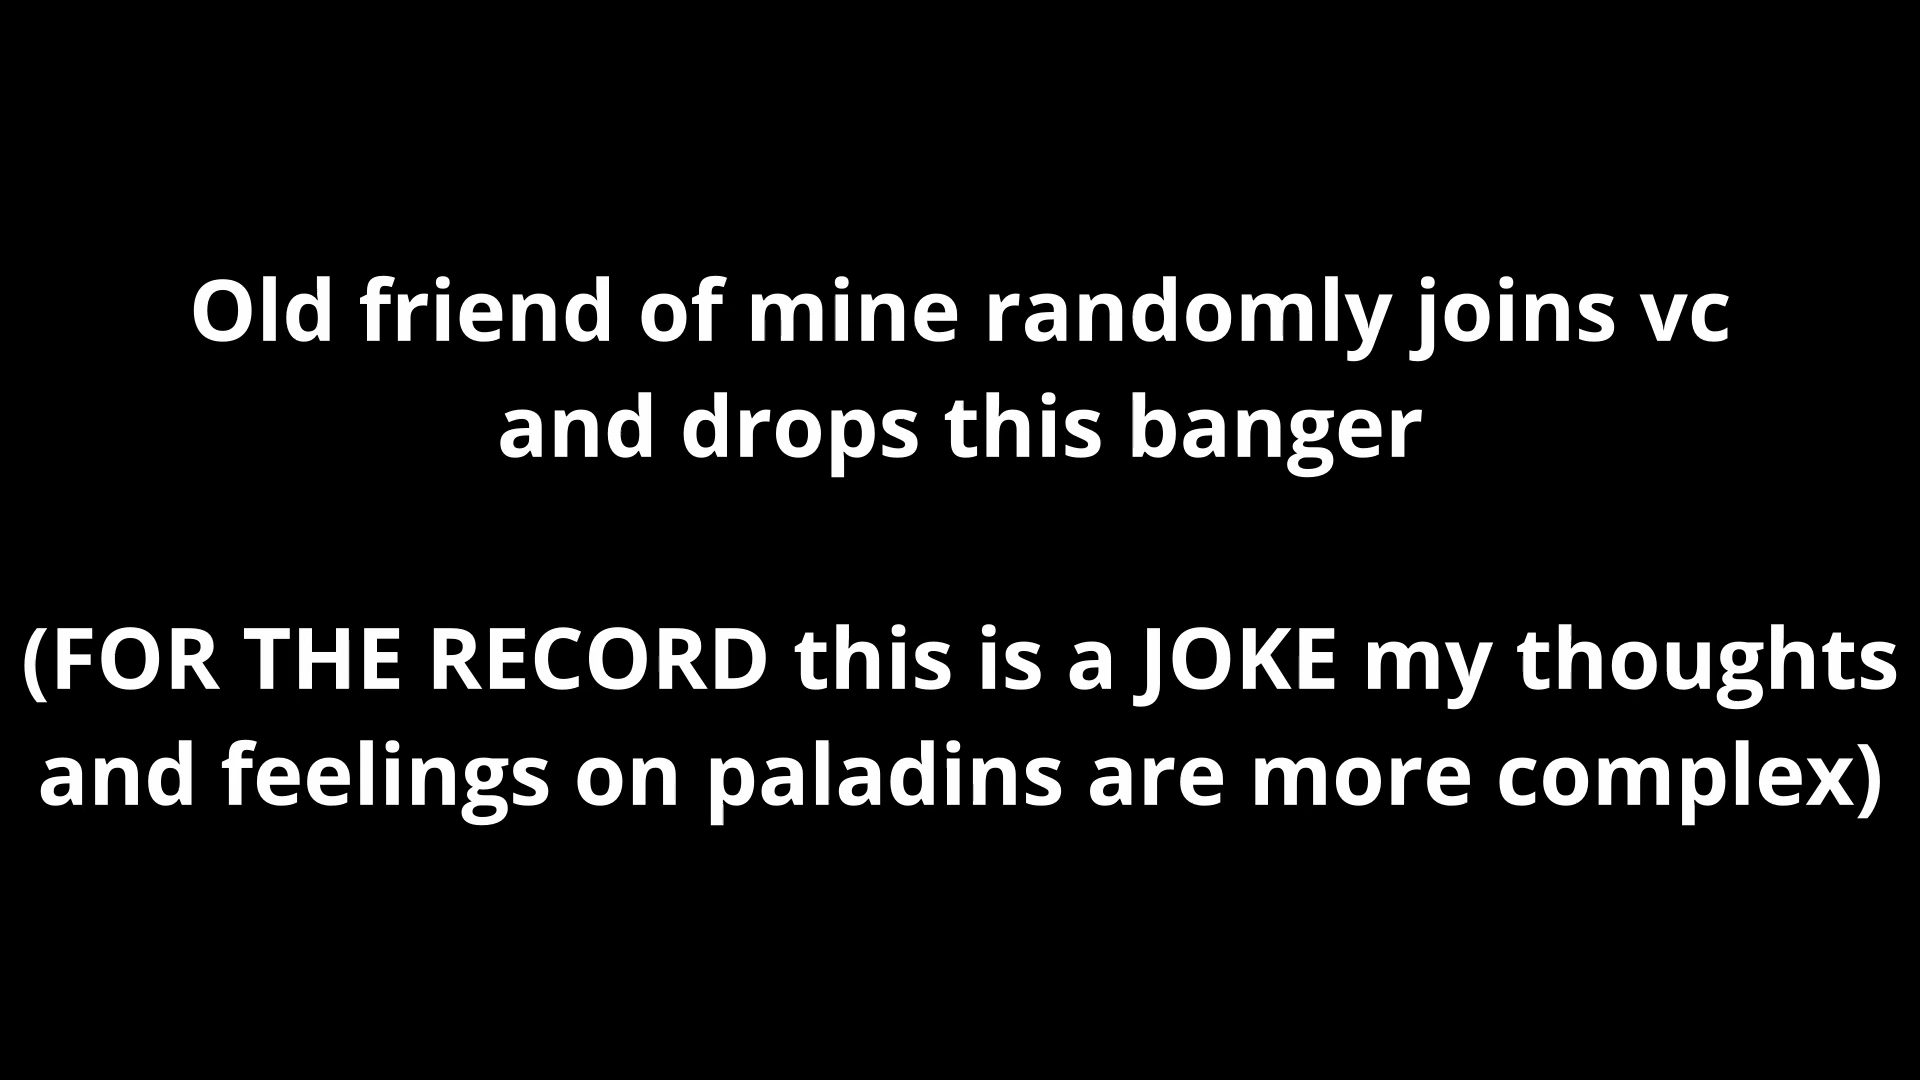 Old friend of mine randomly joins vc
and drops this banger
(FOR THE RECORD this is a JOKE my thoughts
and feelings on paladins are more complex)